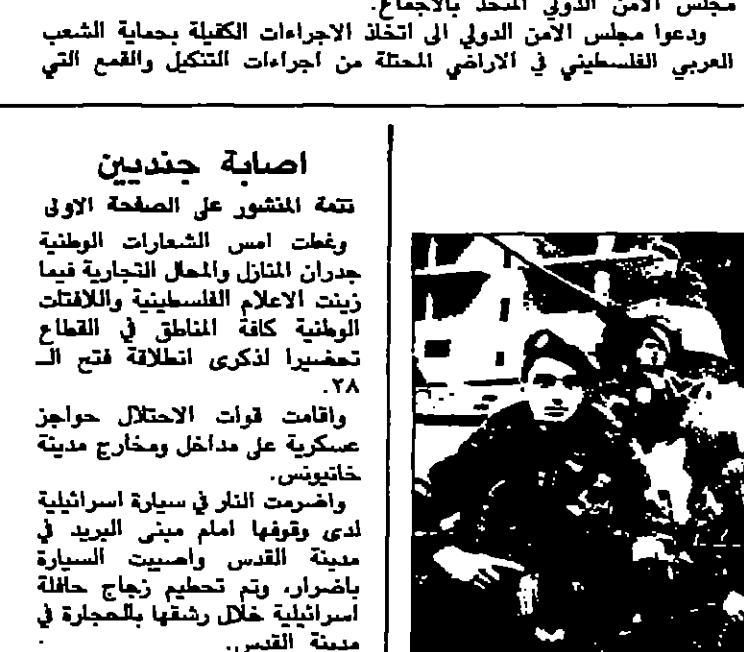 مجلس الامن الدولي المتخذ بالاجماع.
ودعوا مجلس الامن الدولي الى اتخاذ الاجراءات الكفيلة بحماية الشعب
العربي الفلسطيني في الاراضي المحتلة من اجراءات التنكيل والقمع التي
اصابة جنديين
تتمة المنشور على الصفحة الاولى
وغطت امس الشعارات الوطنية
جدران المنازل والمحال التجارية فيما
زينت الاعلام الفلسطينية واللافتات
الوطنية كافة المناطق في القطاع
تحضيرا لذكرى انطلاقة فتح الـ
٢٨.
واقامت قوات الاحتلال حواجز
عسكرية على مداخل ومخارج مدينة
خانيونس.
واضرمت النار في سيارة اسرائيلية
لدى وقوفها امام مبنى البريد في
مدينة القدس واصيبت السيارة
باضرار، وتم تحطيم زجاج حافلة
اسرائيلية خلال رشقها بالحجارة في
مدينة القدس.